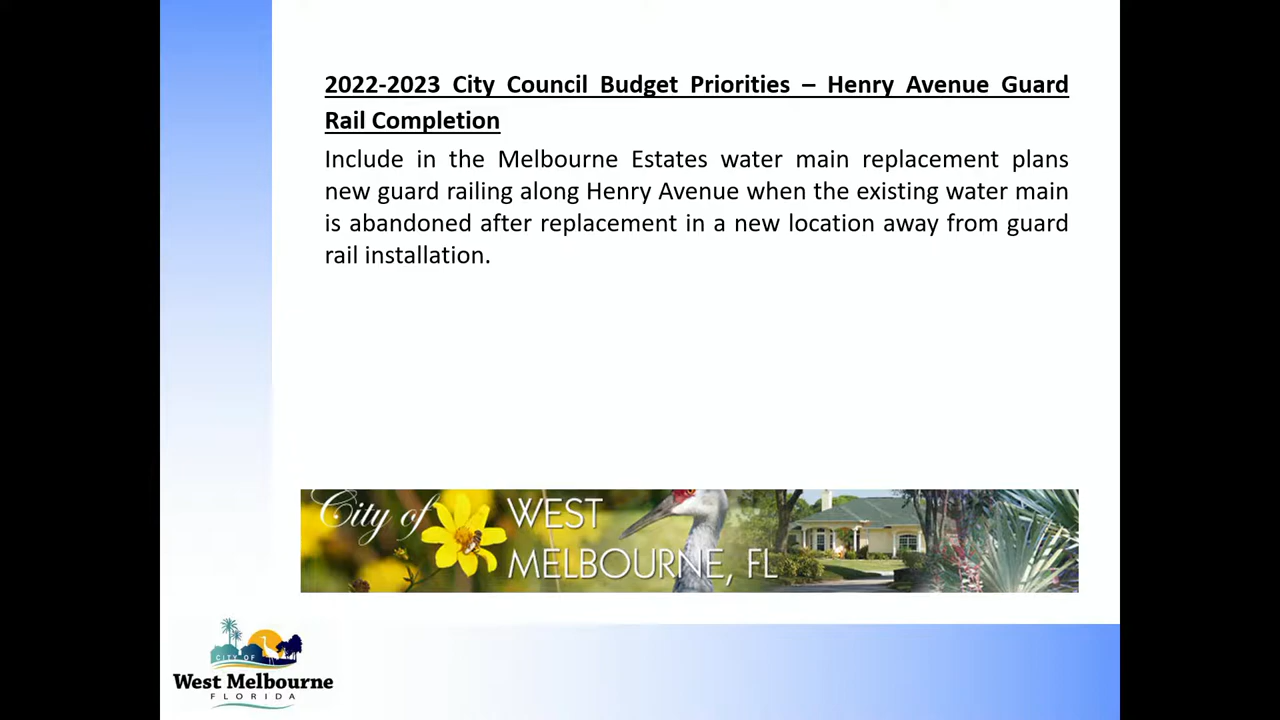 2022-2023 City Council Budget Priorities – Henry Avenue Guard
Rail Completion
Include in the Melbourne Estates water main replacement plans
new guard railing along Henry Avenue when the existing water main
is abandoned after replacement in a new location away from guard
rail installation.
City of WEST
MELBOURNE, FL
CITY OF
West Melbourne
FLORIDA